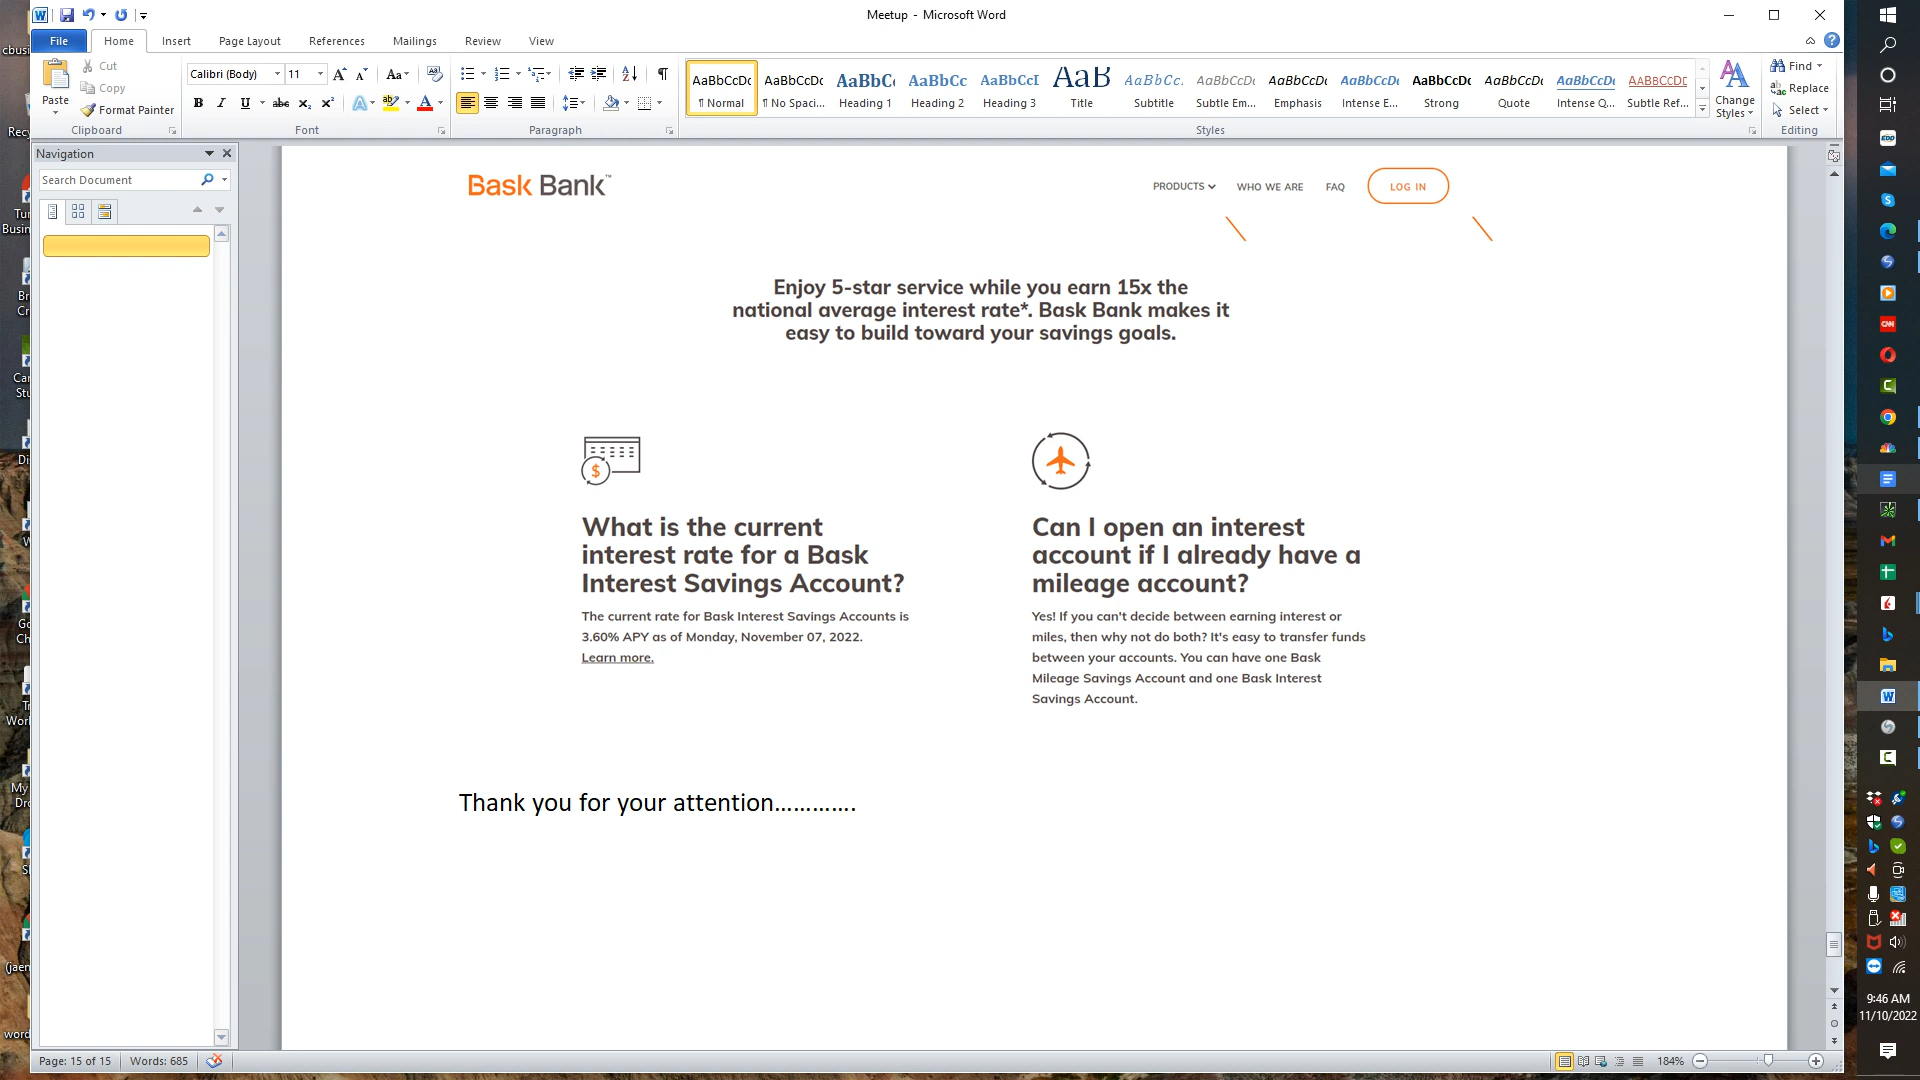 Meetup - Microsoft Word
File Home Insert Page Layout References Mailings Review View
Paste
Cut
Copy
Format Painter
Clipboard
Calibri (Body) 11
Font
Paragraph
AaBbCcDc AaBbCcDc AaBbC AaBbCc AaBbCcI AaB AaBbCc. AaBbCcDc AaBbCcDc AaBbCcDc AaBbCcDc AaBbCcDc AaBbCcDc AABBCCDE
¶ Normal ¶ No Spaci... Heading 1 Heading 2 Heading 3 Title Subtitle Subtle Em... Emphasis Intense E... Strong Quote Intense Q... Subtle Ref...
Styles
Change
Styles
Find
Replace
Select
Editing
Navigation
Search Document
Bask Bank™
PRODUCTS WHO WE ARE FAQ LOG IN
Enjoy 5-star service while you earn 15x the
national average interest rate*. Bask Bank makes it
easy to build toward your savings goals.
What is the current
interest rate for a Bask
Interest Savings Account?
The current rate for Bask Interest Savings Accounts is
3.60% APY as of Monday, November 07, 2022.
Learn more.
Can I open an interest
account if I already have a
mileage account?
Yes! If you can't decide between earning interest or
miles, then why not do both? It's easy to transfer funds
between your accounts. You can have one Bask
Mileage Savings Account and one Bask Interest
Savings Account.
Thank you for your attention.............
Page: 15 of 15 Words: 685
184%
9:46 AM
11/10/2022